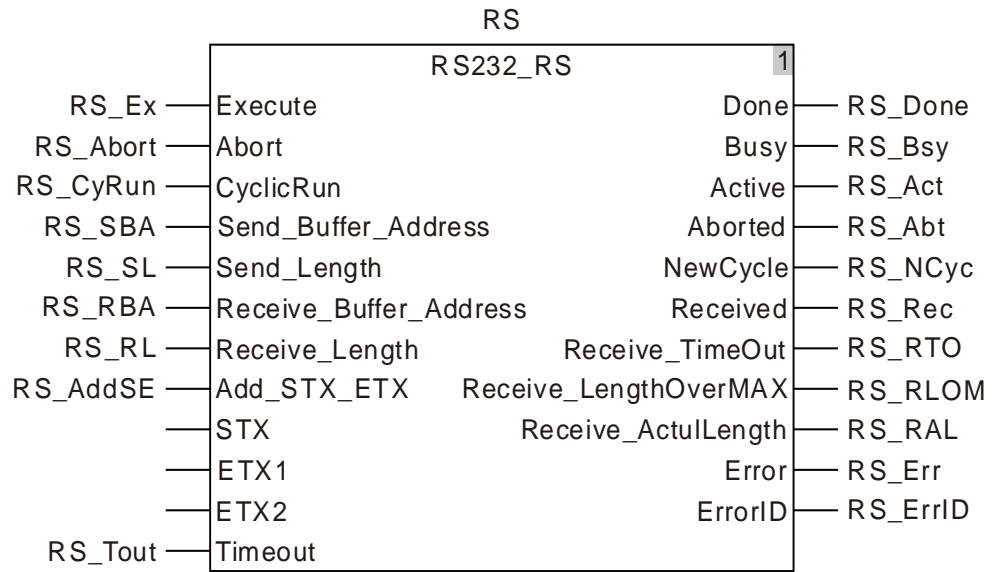 RS
RS232_RS 1
RS_Ex Execute Done RS_Done
RS_Abort Abort Busy RS_Bsy
RS_CyRun CyclicRun Active RS_Act
RS_SBA Send_Buffer_Address Aborted RS_Abt
RS_SL Send_Length NewCycle RS_NCyc
RS_RBA Receive_Buffer_Address Received RS_Rec
RS_RL Receive_Length Receive_TimeOut RS_RTO
RS_AddSE Add_STX_ETX Receive_LengthOverMAX RS_RLOM
STX Receive_ActulLength RS_RAL
ETX1 Error RS_Err
ETX2 ErrorID RS_ErrID
RS_Tout Timeout